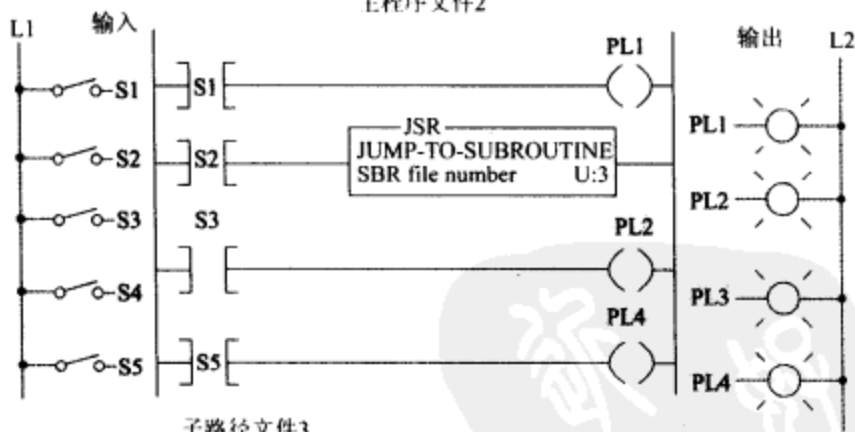 主程序文件2
L1
输入
输出
L2
S1
S1
PL1
PL1
JSR
S2
S2
JUMP-TO-SUBROUTINE
SBR file number U:3
PL2
S3
S3
PL2
S4
PL3
PL4
S5
S5
PL4
子路径文件3